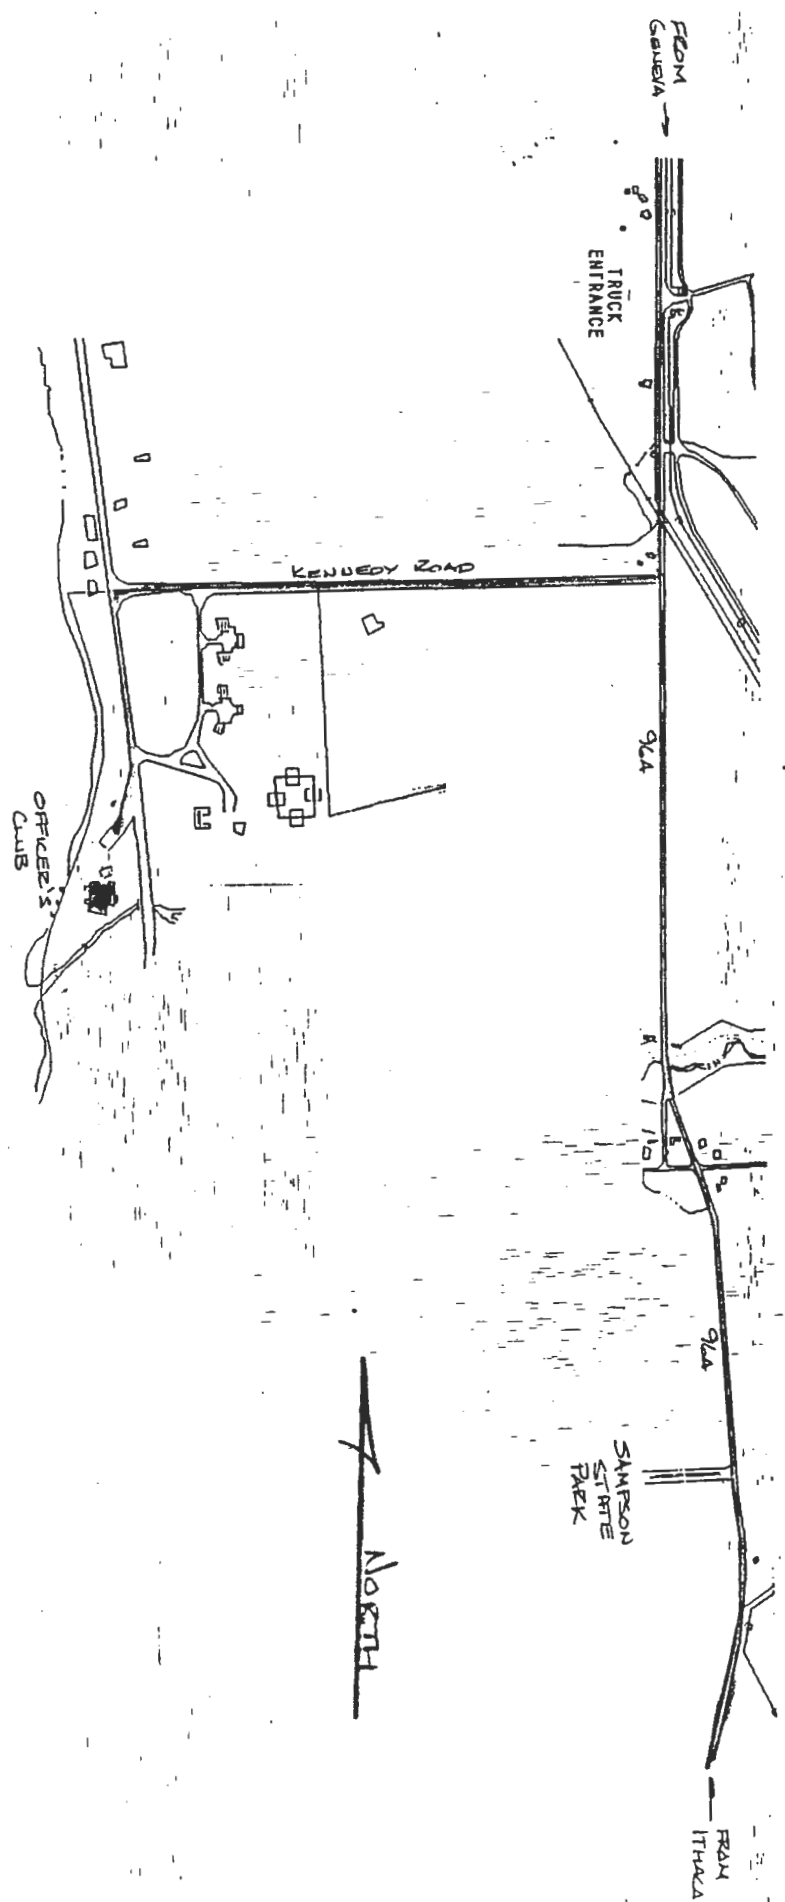 FROM
GENEVA
TRUCK
ENTRANCE
KENNEDY ROAD
96A
OFFICER'S
CLUB
96A
SAMPSON
STATE
PARK
NORTH
FROM
ITHACA